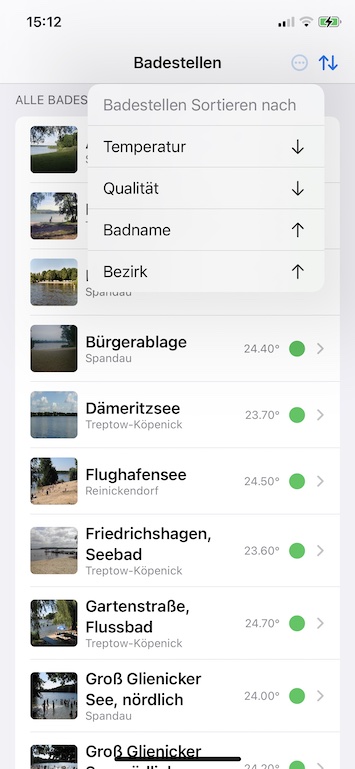 15:12
Badestellen
ALLE BADES
Badestellen Sortieren nach
Temperatur
Qualität
Badname
Bezirk
Spandau
Bürgerablage
Spandau
24.40°
Dämeritzsee
Treptow-Köpenick
23.70°
Flughafensee
Reinickendorf
24.50°
Friedrichshagen,
Seebad
Treptow-Köpenick
23.60°
Gartenstraße,
Flussbad
Treptow-Köpenick
24.70°
Groß Glienicker
See, nördlich
Spandau
24.00°
Groß Glienicker
24.20°